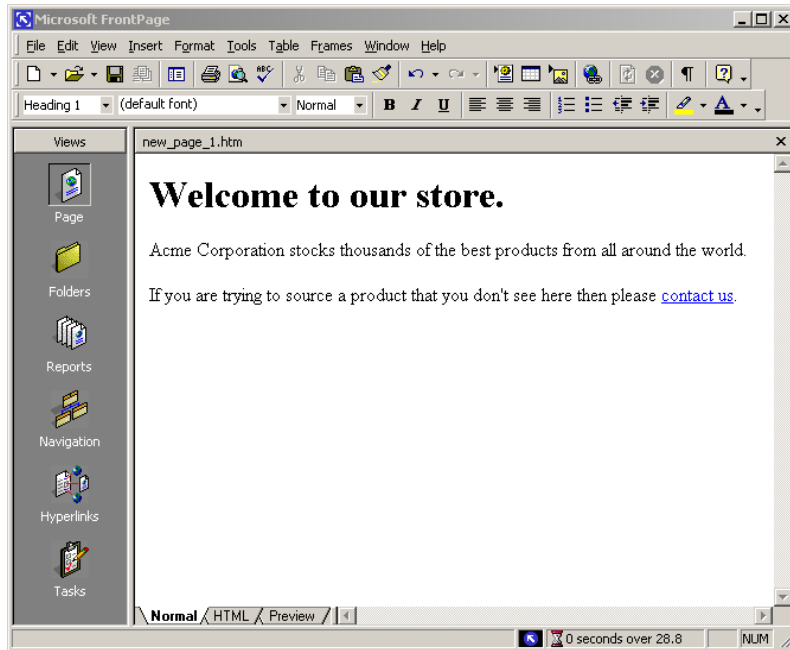 Microsoft FrontPage
File Edit View Insert Format Tools Table Frames Window Help
ABC
Heading 1 (default font) Normal B I U A
Views
new_page_1.htm
Page
Folders
Reports
Navigation
Hyperlinks
Tasks
Welcome to our store.
Acme Corporation stocks thousands of the best products from all around the world.
If you are trying to source a product that you don't see here then please contact us.
Normal HTML Preview
0 seconds over 28.8 NUM